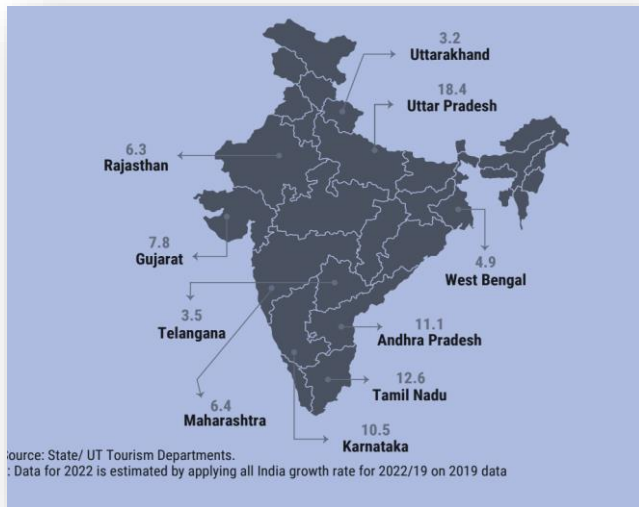 3.2
Uttarakhand
18.4
Uttar Pradesh
6.3
Rajasthan
7.8
Gujarat
4.9
West Bengal
3.5
Telangana
11.1
Andhra Pradesh
12.6
Tamil Nadu
6.4
Maharashtra
10.5
Karnataka
ource: State/ UT Tourism Departments.
: Data for 2022 is estimated by applying all India growth rate for 2022/19 on 2019 data